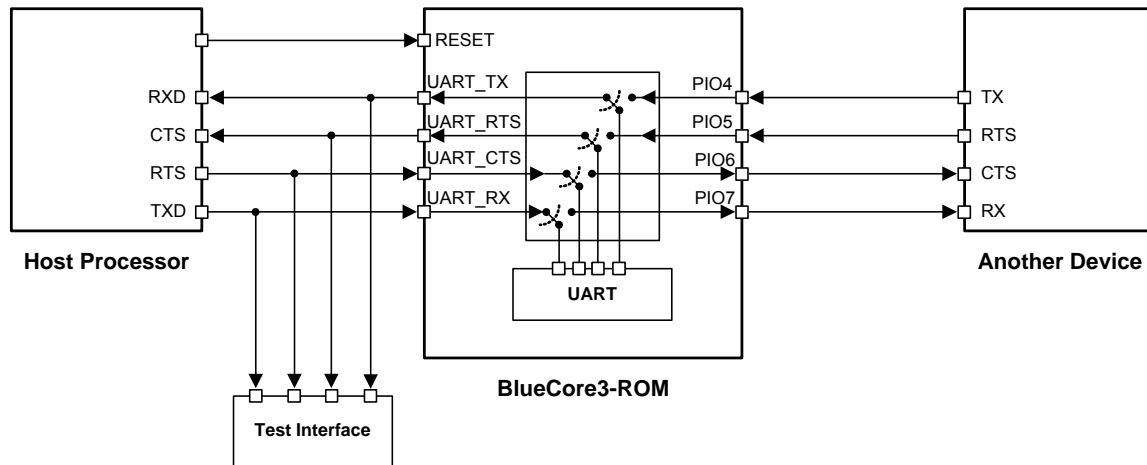 RESET
RXD
UART_TX
PIO4
TX
CTS
UART_RTS
PIO5
RTS
RTS
UART_CTS
PIO6
CTS
TXD
UART_RX
PIO7
RX
Host Processor
Another Device
UART
BlueCore3-ROM
Test Interface